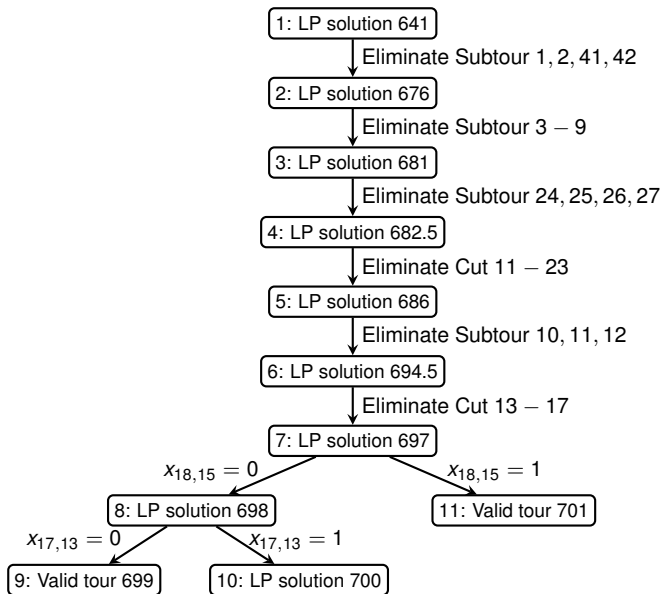 1: LP solution 641
Eliminate Subtour 1, 2, 41, 42
2: LP solution 676
Eliminate Subtour 3 − 9
3: LP solution 681
Eliminate Subtour 24, 25, 26, 27
4: LP solution 682.5
Eliminate Cut 11 − 23
5: LP solution 686
Eliminate Subtour 10, 11, 12
6: LP solution 694.5
Eliminate Cut 13 − 17
7: LP solution 697
x18,15 = 0
x18,15 = 1
8: LP solution 698
11: Valid tour 701
x17,13 = 0
x17,13 = 1
9: Valid tour 699
10: LP solution 700